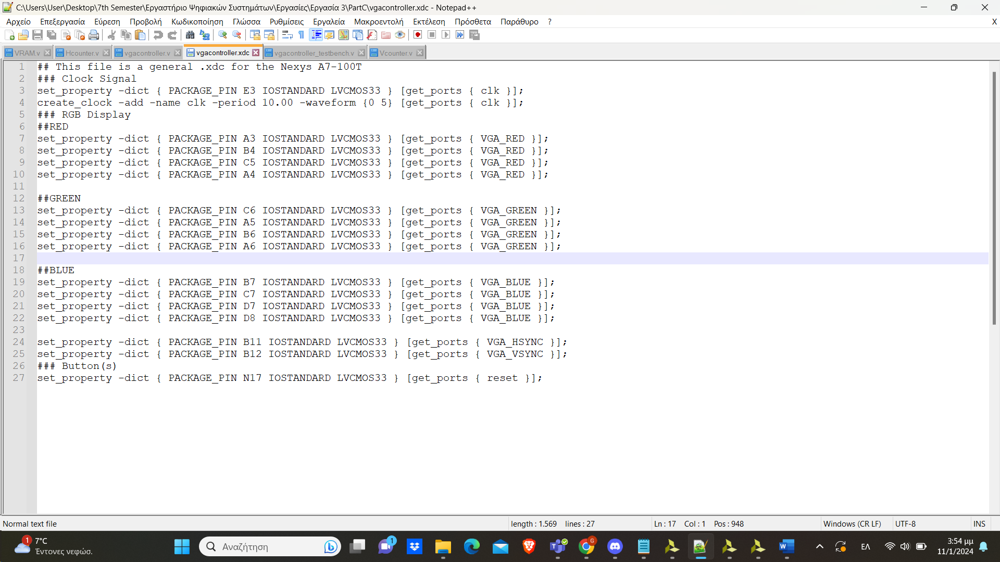 C:\Users\User\Desktop\7th Semester\Εργαστήριο Ψηφιακών Συστημάτων\Εργασίες\Εργασία 3\PartC\vgacontroller.xdc - Notepad++
Αρχείο Επεξεργασία Εύρεση Προβολή Κωδικοποίηση Γλώσσα Ρυθμίσεις Εργαλεία Μακροεντολή Εκτέλεση Πρόσθετα Παράθυρο ? X
VRAM.v Hcounter.v vgacontroller.v vgacontroller.xdc vgacontroller_testbench.v Vcounter.v
1 ## This file is a general .xdc for the Nexys A7-100T
2 ### Clock Signal
3 set_property -dict { PACKAGE_PIN E3 IOSTANDARD LVCMOS33 } [get_ports { clk }];
4 create_clock -add -name clk -period 10.00 -waveform {0 5} [get_ports { clk }];
5 ### RGB Display
6 ##RED
7 set_property -dict { PACKAGE_PIN A3 IOSTANDARD LVCMOS33 } [get_ports { VGA_RED }];
8 set_property -dict { PACKAGE_PIN B4 IOSTANDARD LVCMOS33 } [get_ports { VGA_RED }];
9 set_property -dict { PACKAGE_PIN C5 IOSTANDARD LVCMOS33 } [get_ports { VGA_RED }];
10 set_property -dict { PACKAGE_PIN A4 IOSTANDARD LVCMOS33 } [get_ports { VGA_RED }];
11
12 ##GREEN
13 set_property -dict { PACKAGE_PIN C6 IOSTANDARD LVCMOS33 } [get_ports { VGA_GREEN }];
14 set_property -dict { PACKAGE_PIN A5 IOSTANDARD LVCMOS33 } [get_ports { VGA_GREEN }];
15 set_property -dict { PACKAGE_PIN B6 IOSTANDARD LVCMOS33 } [get_ports { VGA_GREEN }];
16 set_property -dict { PACKAGE_PIN A6 IOSTANDARD LVCMOS33 } [get_ports { VGA_GREEN }];
17
18 ##BLUE
19 set_property -dict { PACKAGE_PIN B7 IOSTANDARD LVCMOS33 } [get_ports { VGA_BLUE }];
20 set_property -dict { PACKAGE_PIN C7 IOSTANDARD LVCMOS33 } [get_ports { VGA_BLUE }];
21 set_property -dict { PACKAGE_PIN D7 IOSTANDARD LVCMOS33 } [get_ports { VGA_BLUE }];
22 set_property -dict { PACKAGE_PIN D8 IOSTANDARD LVCMOS33 } [get_ports { VGA_BLUE }];
23
24 set_property -dict { PACKAGE_PIN B11 IOSTANDARD LVCMOS33 } [get_ports { VGA_HSYNC }];
25 set_property -dict { PACKAGE_PIN B12 IOSTANDARD LVCMOS33 } [get_ports { VGA_VSYNC }];
26 ### Button(s)
27 set_property -dict { PACKAGE_PIN N17 IOSTANDARD LVCMOS33 } [get_ports { reset }];
Normal text file length : 1.569 lines : 27 Ln : 17 Col : 1 Pos : 948 Windows (CR LF) UTF-8 INS
1 7°C
Έντονες νεφώσ.
Αναζήτηση
1
G
ΕΛ
3:54 μμ
11/1/2024